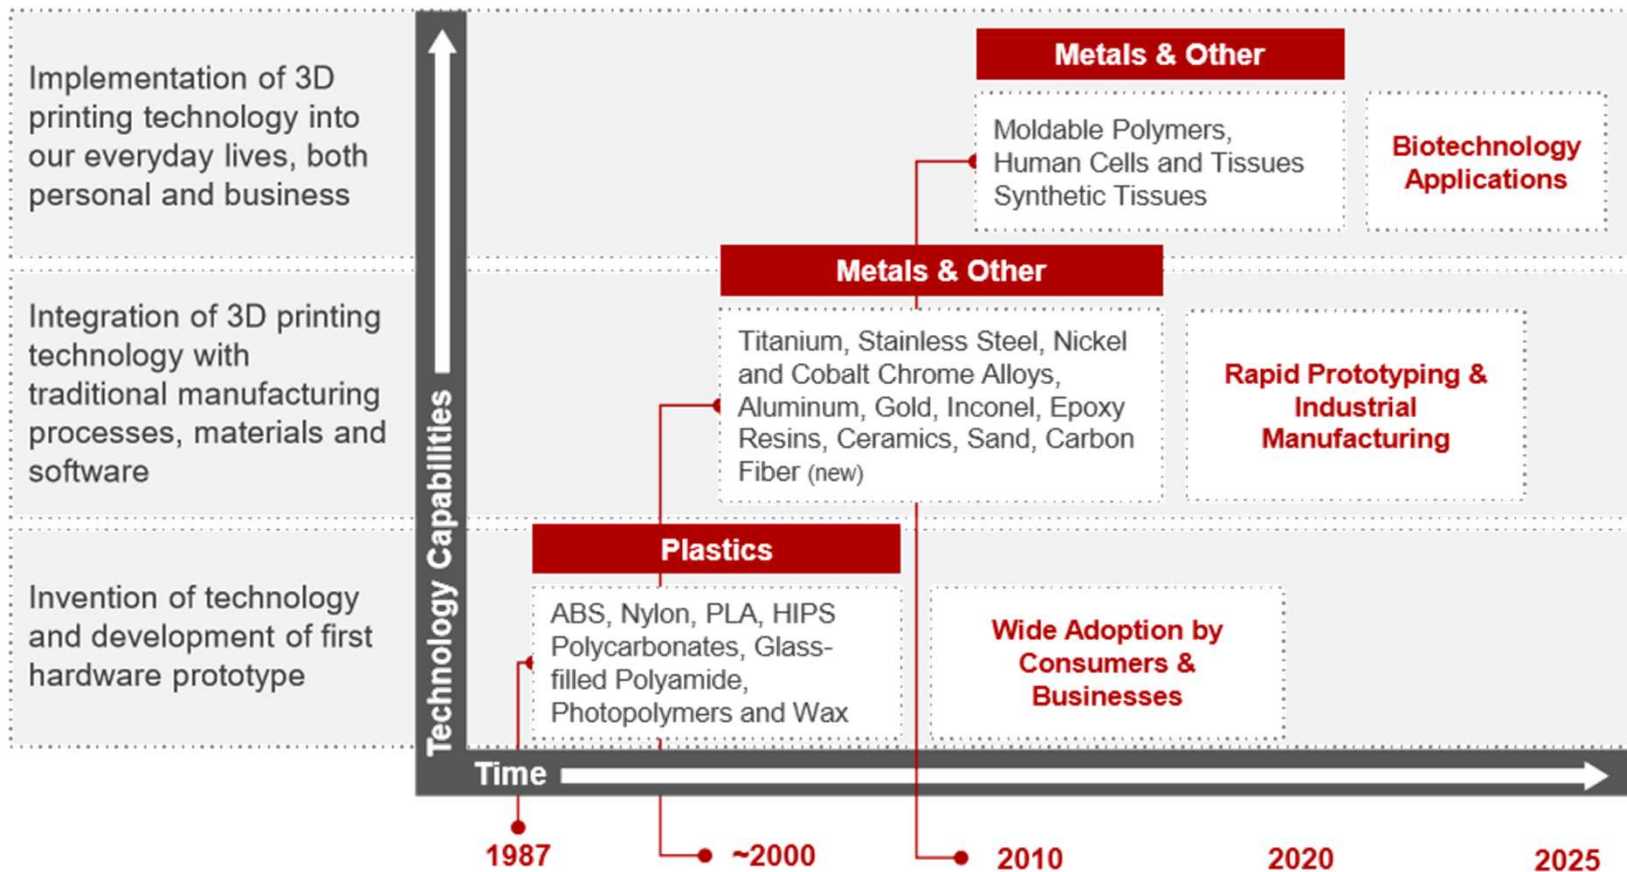 Implementation of 3D
printing technology into
our everyday lives, both
personal and business
Metals & Other
Moldable Polymers,
Human Cells and Tissues
Synthetic Tissues
Biotechnology
Applications
Integration of 3D printing
technology with
traditional manufacturing
processes, materials and
software
Metals & Other
Titanium, Stainless Steel, Nickel
and Cobalt Chrome Alloys,
Aluminum, Gold, Inconel, Epoxy
Resins, Ceramics, Sand, Carbon
Fiber (new)
Rapid Prototyping &
Industrial
Manufacturing
Invention of technology
and development of first
hardware prototype
Plastics
ABS, Nylon, PLA, HIPS
Polycarbonates, Glass-
filled Polyamide,
Photopolymers and Wax
Wide Adoption by
Consumers &
Businesses
Technology Capabilities
Time
1987
~2000
2010
2020
2025